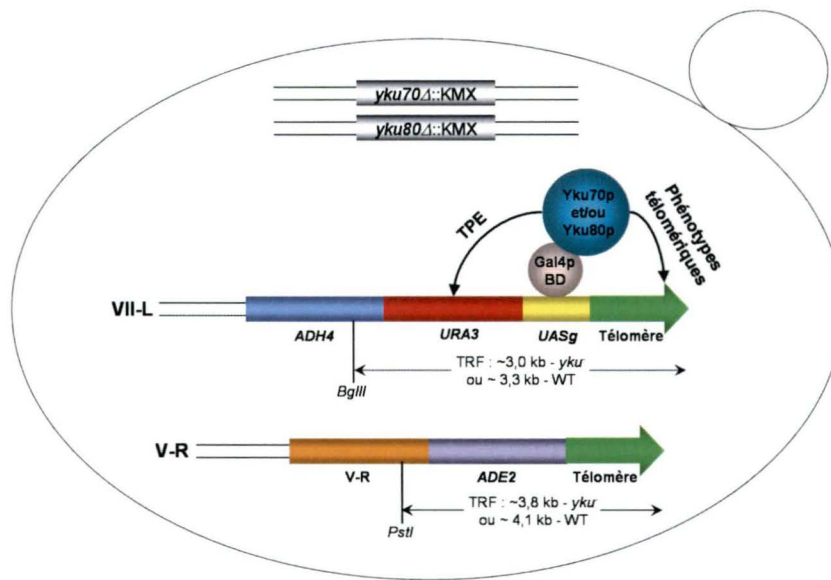 yku70Δ::KMX
yku80Δ::KMX
Yku70p
et/ou
Yku80p
TPE
Phénotypes
télomériques
Gal4p
BD
VII-L
ADH4
URA3
UASg
Télomère
TRF : ~3,0 kb - yku-
ou ~ 3,3 kb - WT
BglII
V-R
V-R
ADE2
Télomère
TRF : ~3,8 kb - yku-
ou ~ 4,1 kb - WT
PstI